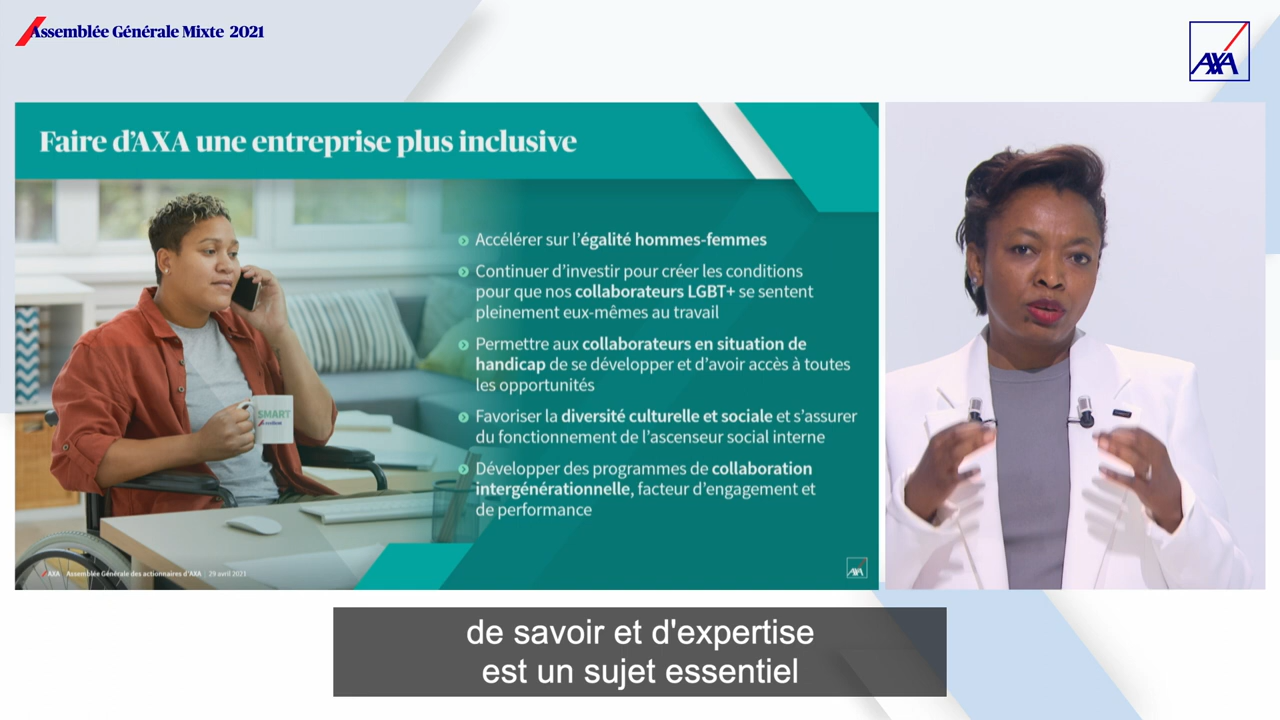 Assemblée Générale Mixte 2021
AXA
Faire d'AXA une entreprise plus inclusive
Accélérer sur l'égalité hommes-femmes
Continuer d'investir pour créer les conditions
pour que nos collaborateurs LGBT+ se sentent
pleinement eux-mêmes au travail
Permettre aux collaborateurs en situation de
handicap de se développer et d'avoir accès à toutes
les opportunités
Favoriser la diversité culturelle et sociale et s'assurer
du fonctionnement de l'ascenseur social interne
Développer des programmes de collaboration
intergénérationnelle, facteur d'engagement et
de performance
SMART
AXA Assemblée Générale des actionnaires d'AXA | 29 avril 2021
AXA
de savoir et d'expertise
est un sujet essentiel